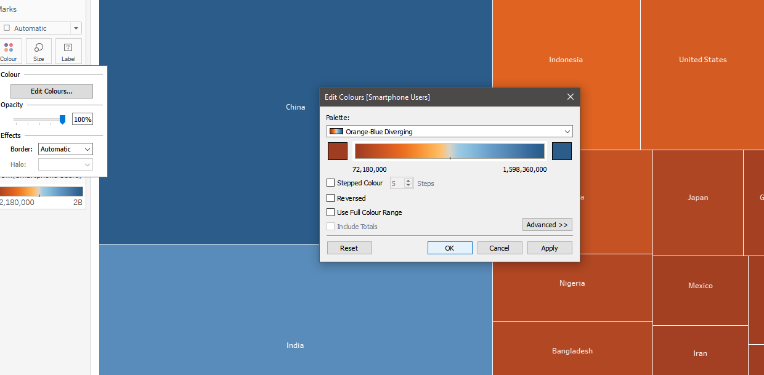 Marks
Automatic
Colour
Size
Label
Colour
Edit Colours...
Opacity
100%
Effects
Border:
Automatic
Halo:
2,180,000
2B
China
India
Indonesia
United States
Japan
Nigeria
Mexico
Bangladesh
Iran
Edit Colours [Smartphone Users]
Palette:
Orange-Blue Diverging
72,180,000
1,598,360,000
Stepped Colour
5
Steps
Reversed
Use Full Colour Range
Include Totals
Advanced >>
Reset
OK
Cancel
Apply